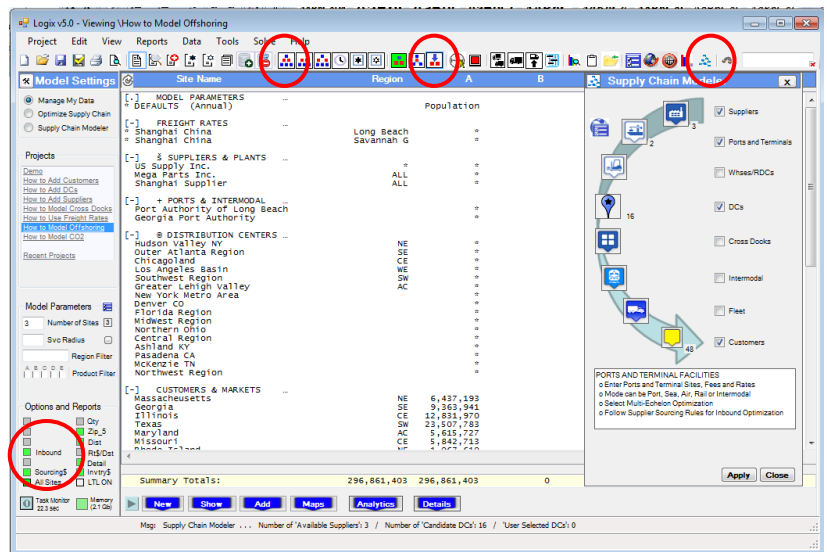 Logix v5.0 - Viewing \How to Model Offshoring
Project Edit View Reports Data Tools Solve Help
Model Settings
Site Name Region A B
Supply Chain Modeler x
Manage My Data
Optimize Supply Chain
Supply Chain Modeler
Projects
Demo
How to Add Customers
How to Add DCs
How to Add Suppliers
How to Model Cross Docks
How to Use Freight Rates
How to Model Offshoring
How to Model CO2
Recent Projects
Model Parameters
3 Number of Sites 3
Svc Radius
Region Filter
A B C D E
Product Filter
Options and Reports
Qty
Zip_5
Dist
Inbound Rt$/Dst
Detail
Sourcing$ Invtry$
All Sites LTL ON
Task Monitor 22.3 sec Memory (2.1 Gb)
[.] MODEL PARAMETERS ...
* DEFAULTS (Annual) Population
[-] FREIGHT RATES ...
* Shanghai China Long Beach *
* Shanghai China Savannah G *
[-] š SUPPLIERS & PLANTS ...
US Supply Inc. * *
Mega Parts Inc. ALL *
Shanghai Supplier ALL *
[-] + PORTS & INTERMODAL ...
Port Authority of Long Beach *
Georgia Port Authority *
[-] ® DISTRIBUTION CENTERS ...
Hudson Valley NY NE *
Outer Atlanta Region SE *
Chicagoland CE *
Los Angeles Basin WE *
Southwest Region SW *
Greater Lehigh Valley AC *
New York Metro Area *
Denver CO *
Florida Region *
MidWest Region *
Northern Ohio *
Central Region *
Ashland KY *
Pasadena CA *
McKenzie TN *
Northwest Region *
[-] CUSTOMERS & MARKETS ...
Massachusetts NE 6,437,193
Georgia SE 9,363,941
Illinois CE 12,831,970
Texas SW 23,507,783
Maryland AC 5,615,727
Missouri CE 5,842,713
Rhode Island NE 1,067,610
Summary Totals: 296,861,403 296,861,403 0
New Show Add Maps Analytics Details
Msg: Supply Chain Modeler ... Number of 'Available Suppliers': 3 / Number of 'Candidate DCs': 16 / 'User Selected DCs': 0
3
2
16
48
Suppliers
Ports and Terminals
Whses/RDCs
DCs
Cross Docks
Intermodal
Fleet
Customers
PORTS AND TERMINAL FACILITIES
o Enter Ports and Terminal Sites, Fees and Rates
o Mode can be Port, Sea, Air, Rail or Intermodal
o Select Multi-Echelon Optimization
o Follow Supplier Sourcing Rules for Inbound Optimization
Apply Close